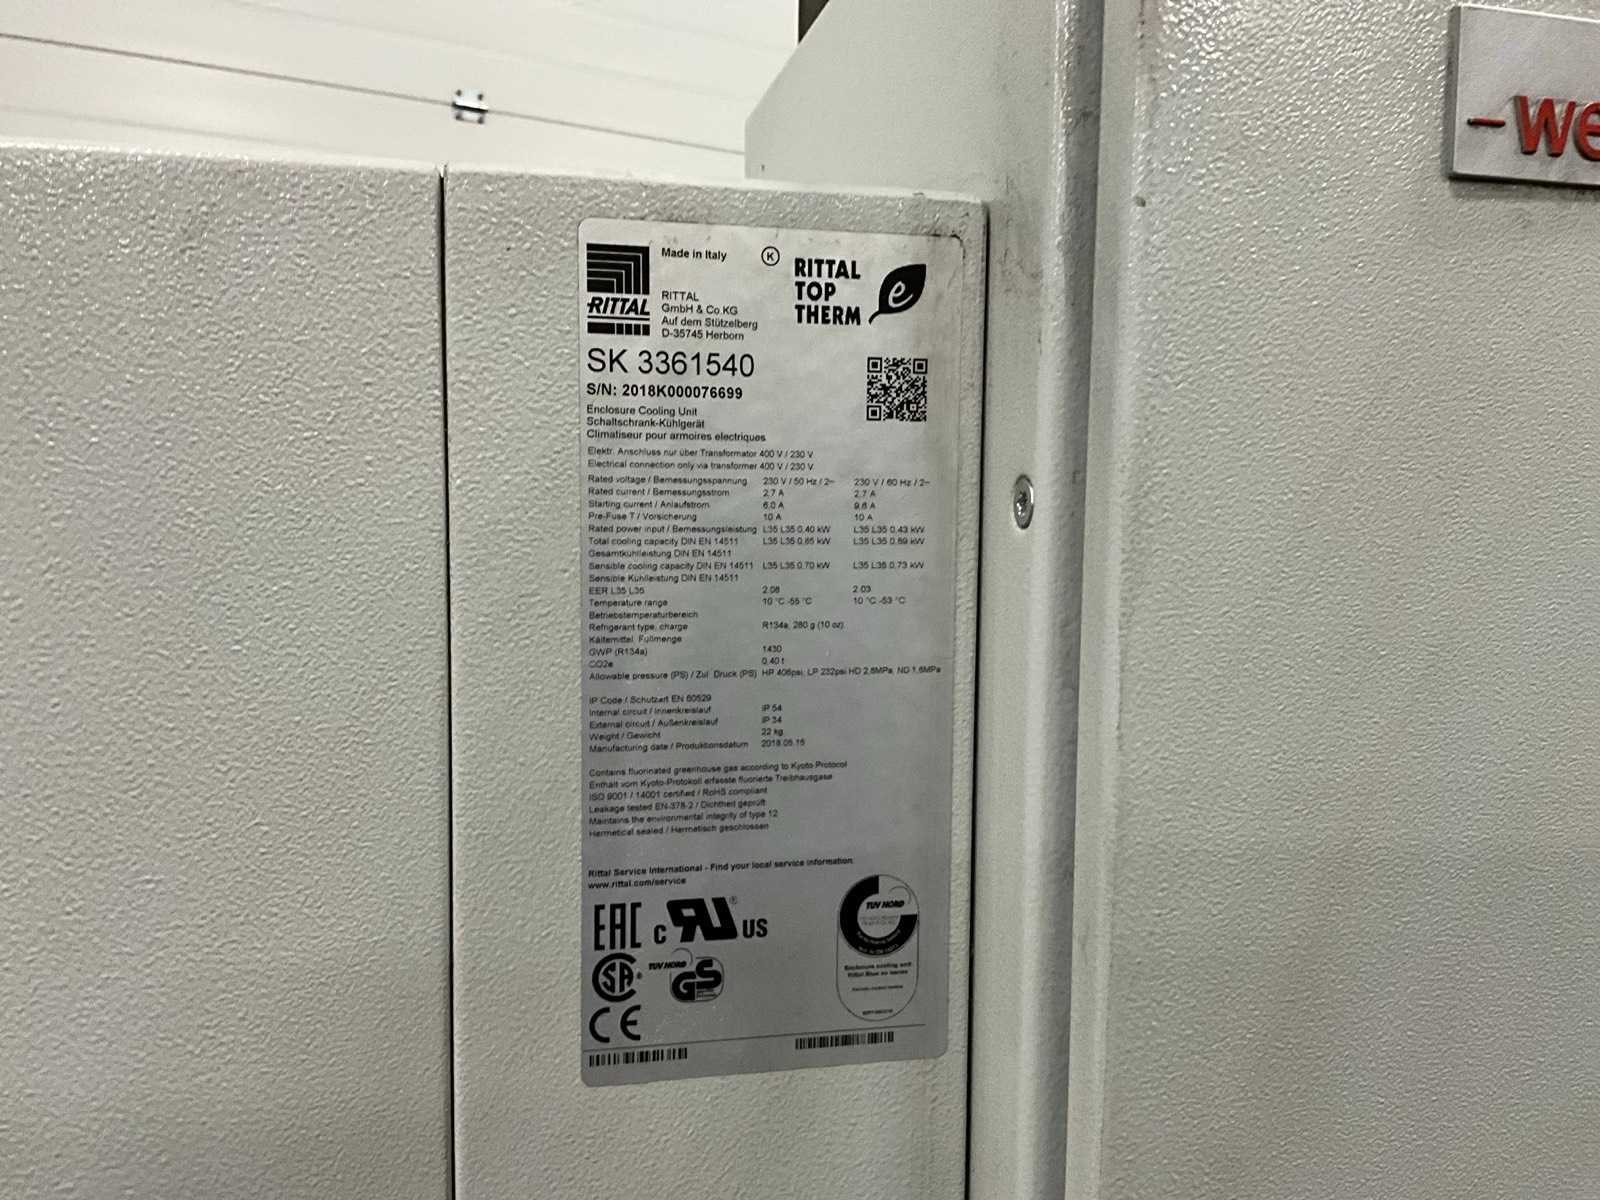 -we
Made in Italy
K
RITTAL
RITTAL
GmbH & Co.KG
Auf dem Stützelberg
D-35745 Herborn
RITTAL
TOP
THERM
e
SK 3361540
S/N: 2018K000076699
Enclosure Cooling Unit
Schaltschrank-Kühlgerät
Climatiseur pour armoires electriques
Elektr. Anschluss nur über Transformator 400 V / 230 V
Electrical connection only via transformer 400 V / 230 V
Rated voltage / Bemessungsspannung 230 V / 50 Hz / 2~ 230 V / 60 Hz / 2~
Rated current / Bemessungsstrom 2.7 A 2.7 A
Starting current / Anlaufstrom 6.0 A 9.6 A
Pre-Fuse T / Vorsicherung 10 A 10 A
Rated power input / Bemessungsleistung L35 L35 0,40 kW L35 L35 0,43 kW
Total cooling capacity DIN EN 14511 L35 L35 0,85 kW L35 L35 0,89 kW
Gesamtkühlleistung DIN EN 14511
Sensible cooling capacity DIN EN 14511 L35 L35 0,70 kW L35 L35 0,73 kW
Sensible Kühlleistung DIN EN 14511
EER L35 L35 2.08 2.03
Temperature range 10 °C -55 °C 10 °C -53 °C
Betriebstemperaturbereich
Refrigerant type, charge R134a, 280 g (10 oz)
Kältemittel, Füllmenge
GWP (R134a) 1430
CO2e 0,40 t
Allowable pressure (PS) / Zul. Druck (PS) HP 406psi, LP 232psi HD 2,8MPa, ND 1,6MPa
IP Code / Schutzart EN 60529
Internal circuit / Innenkreislauf IP 54
External circuit / Außenkreislauf IP 34
Weight / Gewicht 22 kg
Manufacturing date / Produktionsdatum 2018.05.15
Contains fluorinated greenhouse gas according to Kyoto Protocol
Enthält vom Kyoto-Protokoll erfasste fluorierte Treibhausgase
ISO 9001 / 14001 certified / RoHS compliant
Leakage tested EN-378-2 / Dichtheit geprüft
Maintains the environmental integrity of type 12
Hermetical sealed / Hermetisch geschlossen
Rittal Service International - Find your local service information:
www.rittal.com/service
EAC c RU ® US
SA ® TUV NORD GS
CE
TUV NORD
Enclosure cooling unit
Rittal Blue e+ series